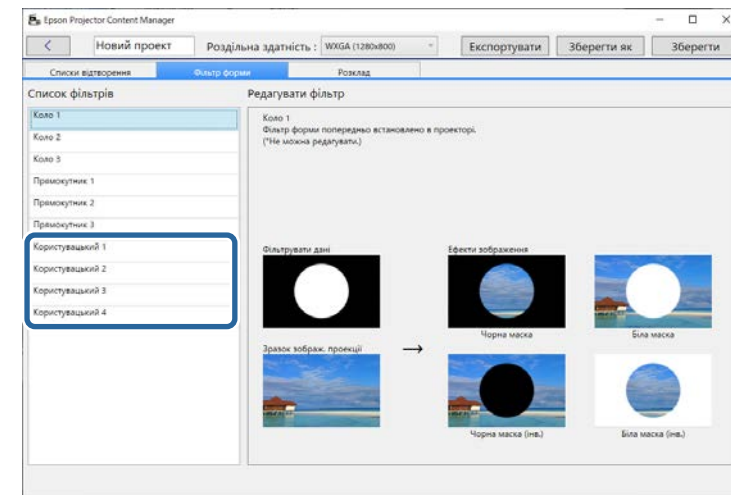 Epson Projector Content Manager
Новий проект Роздільна здатність : WXGA (1280x800) Експортувати Зберегти як Зберегти
Списки відтворення Фільтр форми Розклад
Список фільтрів
Редагувати фільтр
Коло 1
Коло 2
Коло 3
Прямокутник 1
Прямокутник 2
Прямокутник 3
Користувацький 1
Користувацький 2
Користувацький 3
Користувацький 4
Коло 1
Фільтр форми попередньо встановлено в проекторі.
(*Не можна редагувати.)
Фільтрувати дані
Ефекти зображення
Чорна маска
Біла маска
Зразок зображ. проекції
Чорна маска (інв.)
Біла маска (інв.)